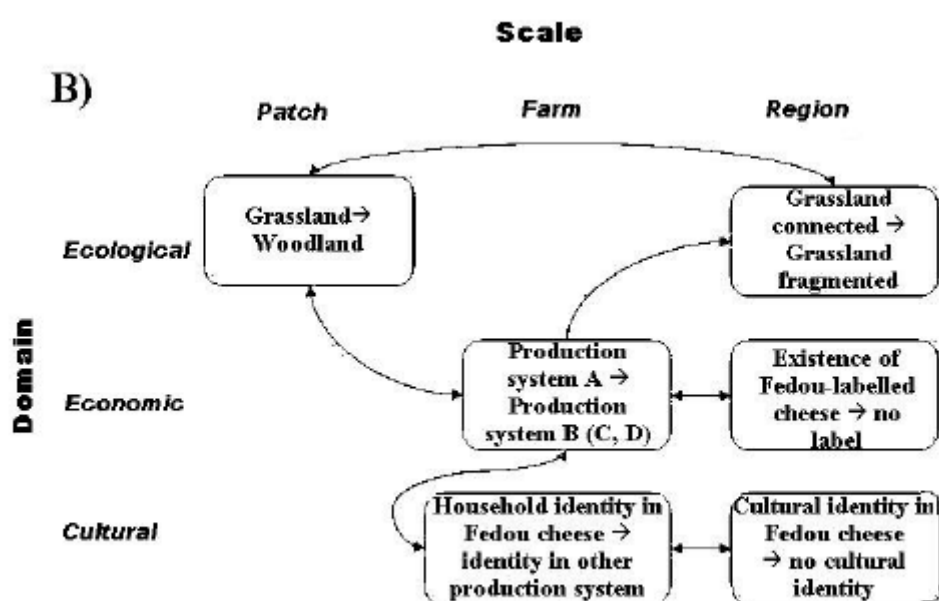 Scale
B)
Patch
Farm
Region
Ecological
Grassland→
Woodland
Grassland
connected →
Grassland
fragmented
Domain
Economic
Production
system A →
Production
system B (C, D)
Existence of
Fedou-labelled
cheese → no
label
Cultural
Household identity in
Fedou cheese →
identity in other
production system
Cultural identity in
Fedou cheese
→ no cultural
identity